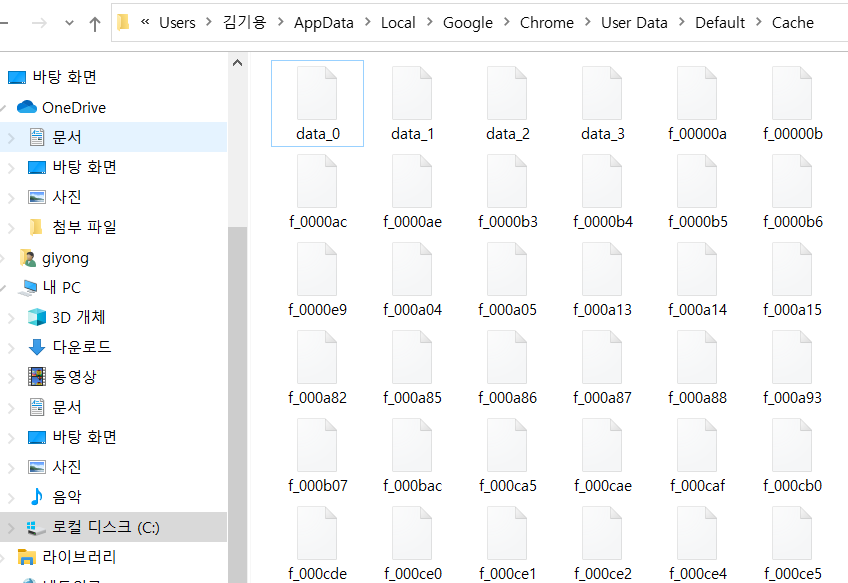 « Users > 김기용 > AppData > Local > Google > Chrome > User Data > Default > Cache
바탕 화면
OneDrive
문서
바탕 화면
사진
첨부 파일
giyong
내 PC
3D 개체
다운로드
동영상
문서
바탕 화면
사진
음악
로컬 디스크 (C:)
라이브러리
data_0 data_1 data_2 data_3 f_00000a f_00000b
f_0000ac f_0000ae f_0000b3 f_0000b4 f_0000b5 f_0000b6
f_0000e9 f_000a04 f_000a05 f_000a13 f_000a14 f_000a15
f_000a82 f_000a85 f_000a86 f_000a87 f_000a88 f_000a93
f_000b07 f_000bac f_000ca5 f_000cae f_000caf f_000cb0
f_000cde f_000ce0 f_000ce1 f_000ce2 f_000ce4 f_000ce5